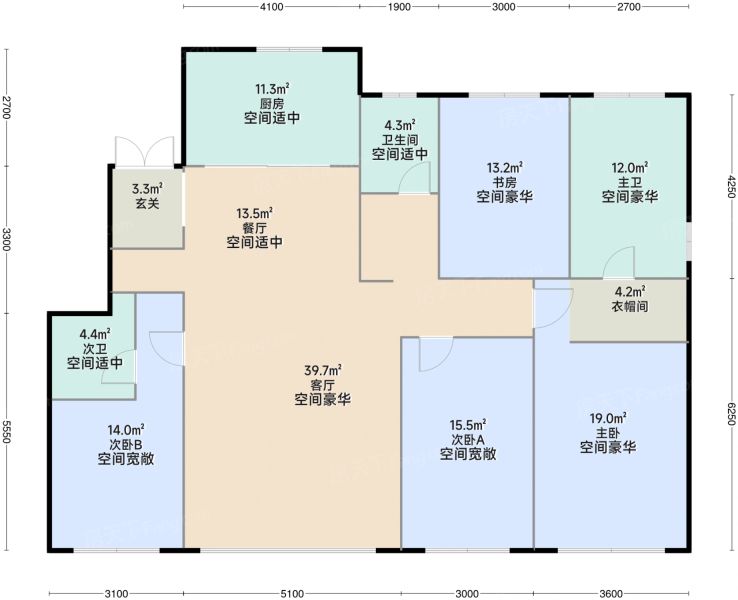 4100
1900
3000
2700
2700
3300
5550
4250
6250
11.3㎡
厨房
空间适中
4.3㎡
卫生间
空间适中
13.2㎡
书房
空间豪华
12.0㎡
主卫
空间豪华
3.3㎡
玄关
13.5㎡
餐厅
空间适中
4.2㎡
衣帽间
4.4㎡
次卫
空间适中
39.7㎡
客厅
空间豪华
14.0㎡
次卧B
空间宽敞
15.5㎡
次卧A
空间宽敞
19.0㎡
主卧
空间豪华
3100
5100
3000
3600